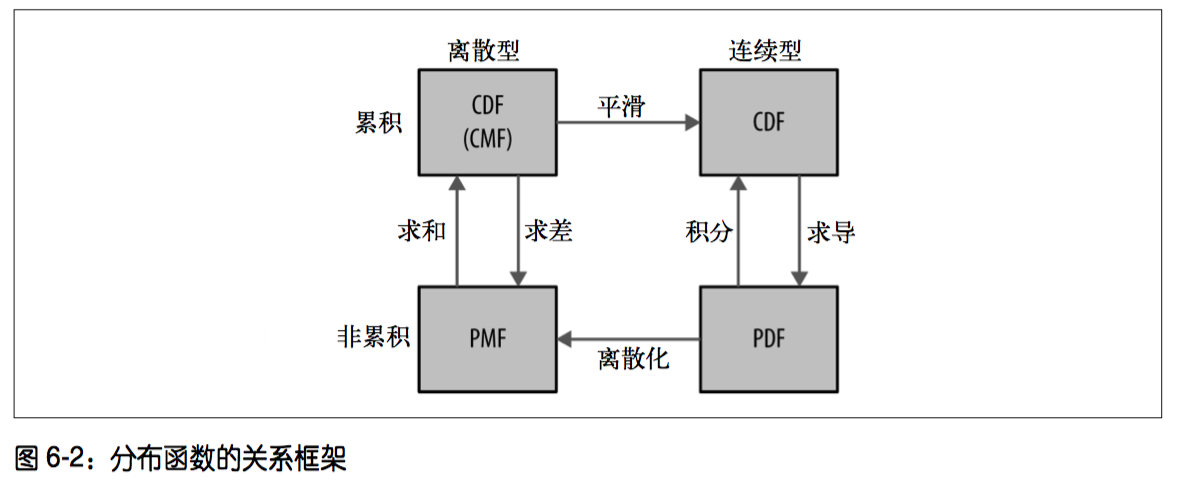 离散型 连续型
CDF
(CMF)
平滑
CDF
累积
求和 求差 积分 求导
非累积
PMF
离散化
PDF
图 6-2：分布函数的关系框架